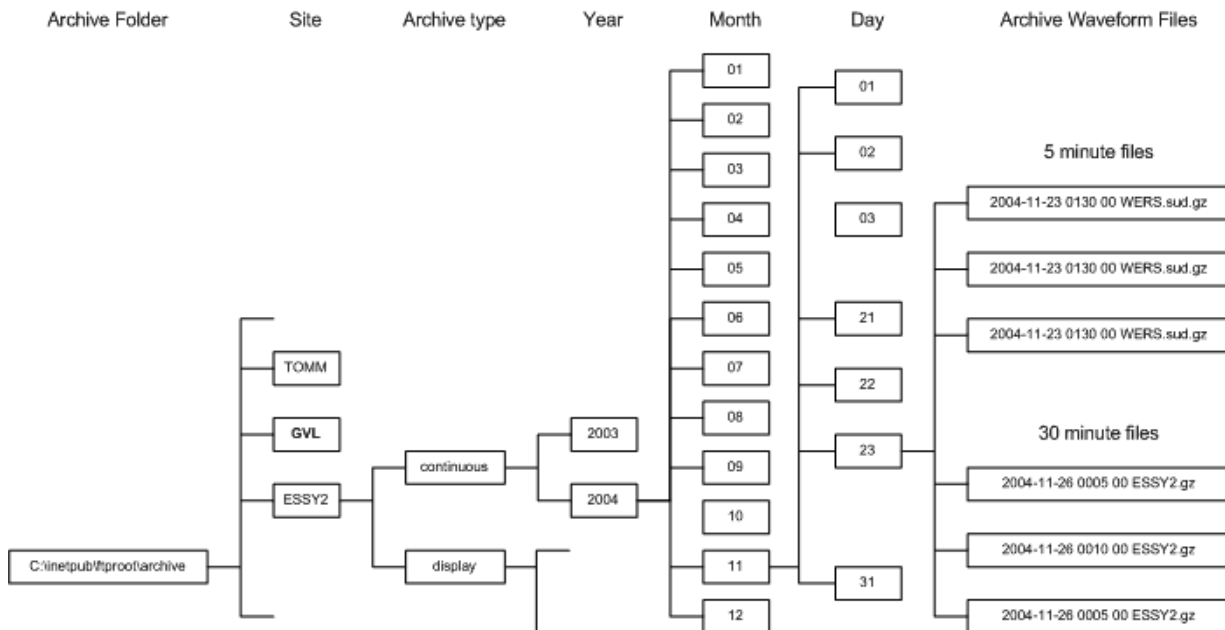 Archive Folder
Site
Archive type
Year
Month
Day
Archive Waveform Files
01
02
03
04
05
06
07
08
09
10
11
12
01
02
03
21
22
23
31
5 minute files
2004-11-23 0130 00 WERS.sud.gz
2004-11-23 0130 00 WERS.sud.gz
2004-11-23 0130 00 WERS.sud.gz
30 minute files
2004-11-26 0005 00 ESSY2.gz
2004-11-26 0010 00 ESSY2.gz
2004-11-26 0005 00 ESSY2.gz
TOMM
GVL
ESSY2
continuous
display
2003
2004
C:\inetpub\ftproot\archive